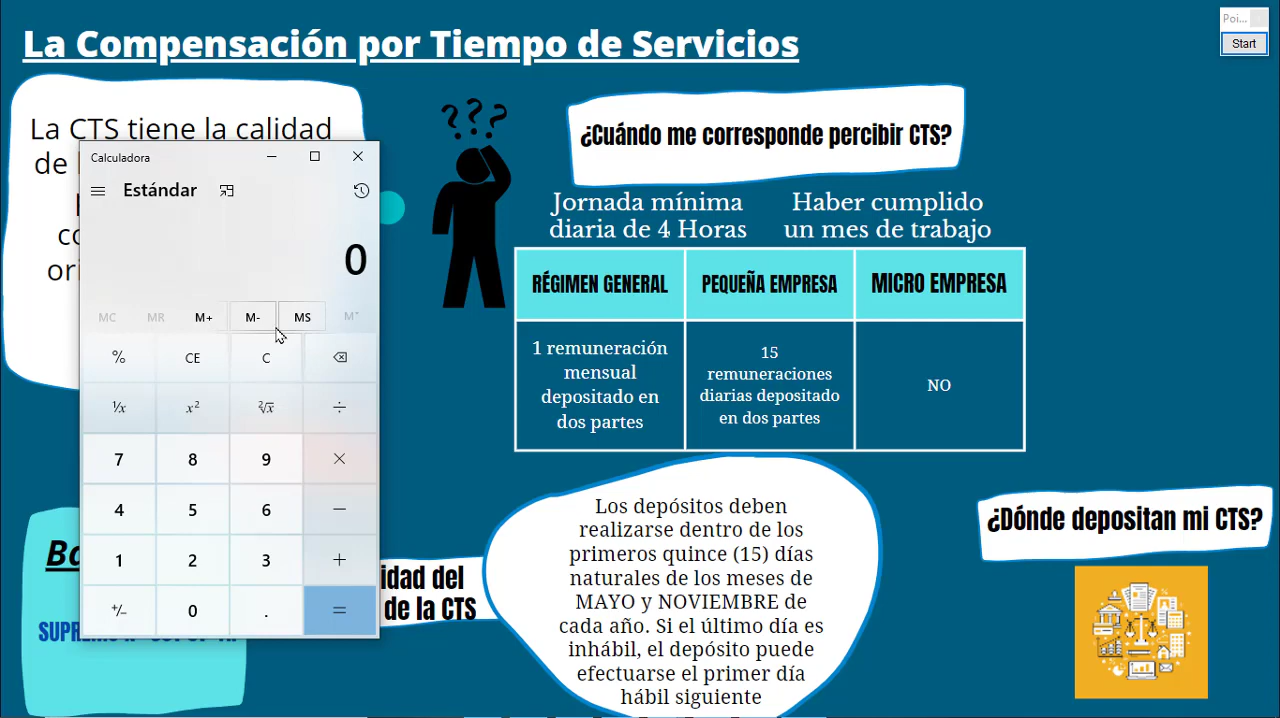 La Compensación por Tiempo de Servicios
Poi...
Start
La CTS tiene la calidad
de
???
¿Cuándo me corresponde percibir CTS?
Jornada mínima
diaria de 4 Horas
Haber cumplido
un mes de trabajo
RÉGIMEN GENERAL
PEQUEÑA EMPRESA
MICRO EMPRESA
1 remuneración
mensual
depositado en
dos partes
15
remuneraciones
diarias depositado
en dos partes
NO
Calculadora
Estándar
0
MC MR M+ M- MS M˅
% CE C
¹/x x² ²√x ÷
7 8 9 ×
4 5 6 −
1 2 3 +
+/− 0 . =
idad del
de la CTS
Los depósitos deben
realizarse dentro de los
primeros quince (15) días
naturales de los meses de
MAYO y NOVIEMBRE de
cada año. Si el último día es
inhábil, el depósito puede
efectuarse el primer día
hábil siguiente
¿Dónde depositan mi CTS?